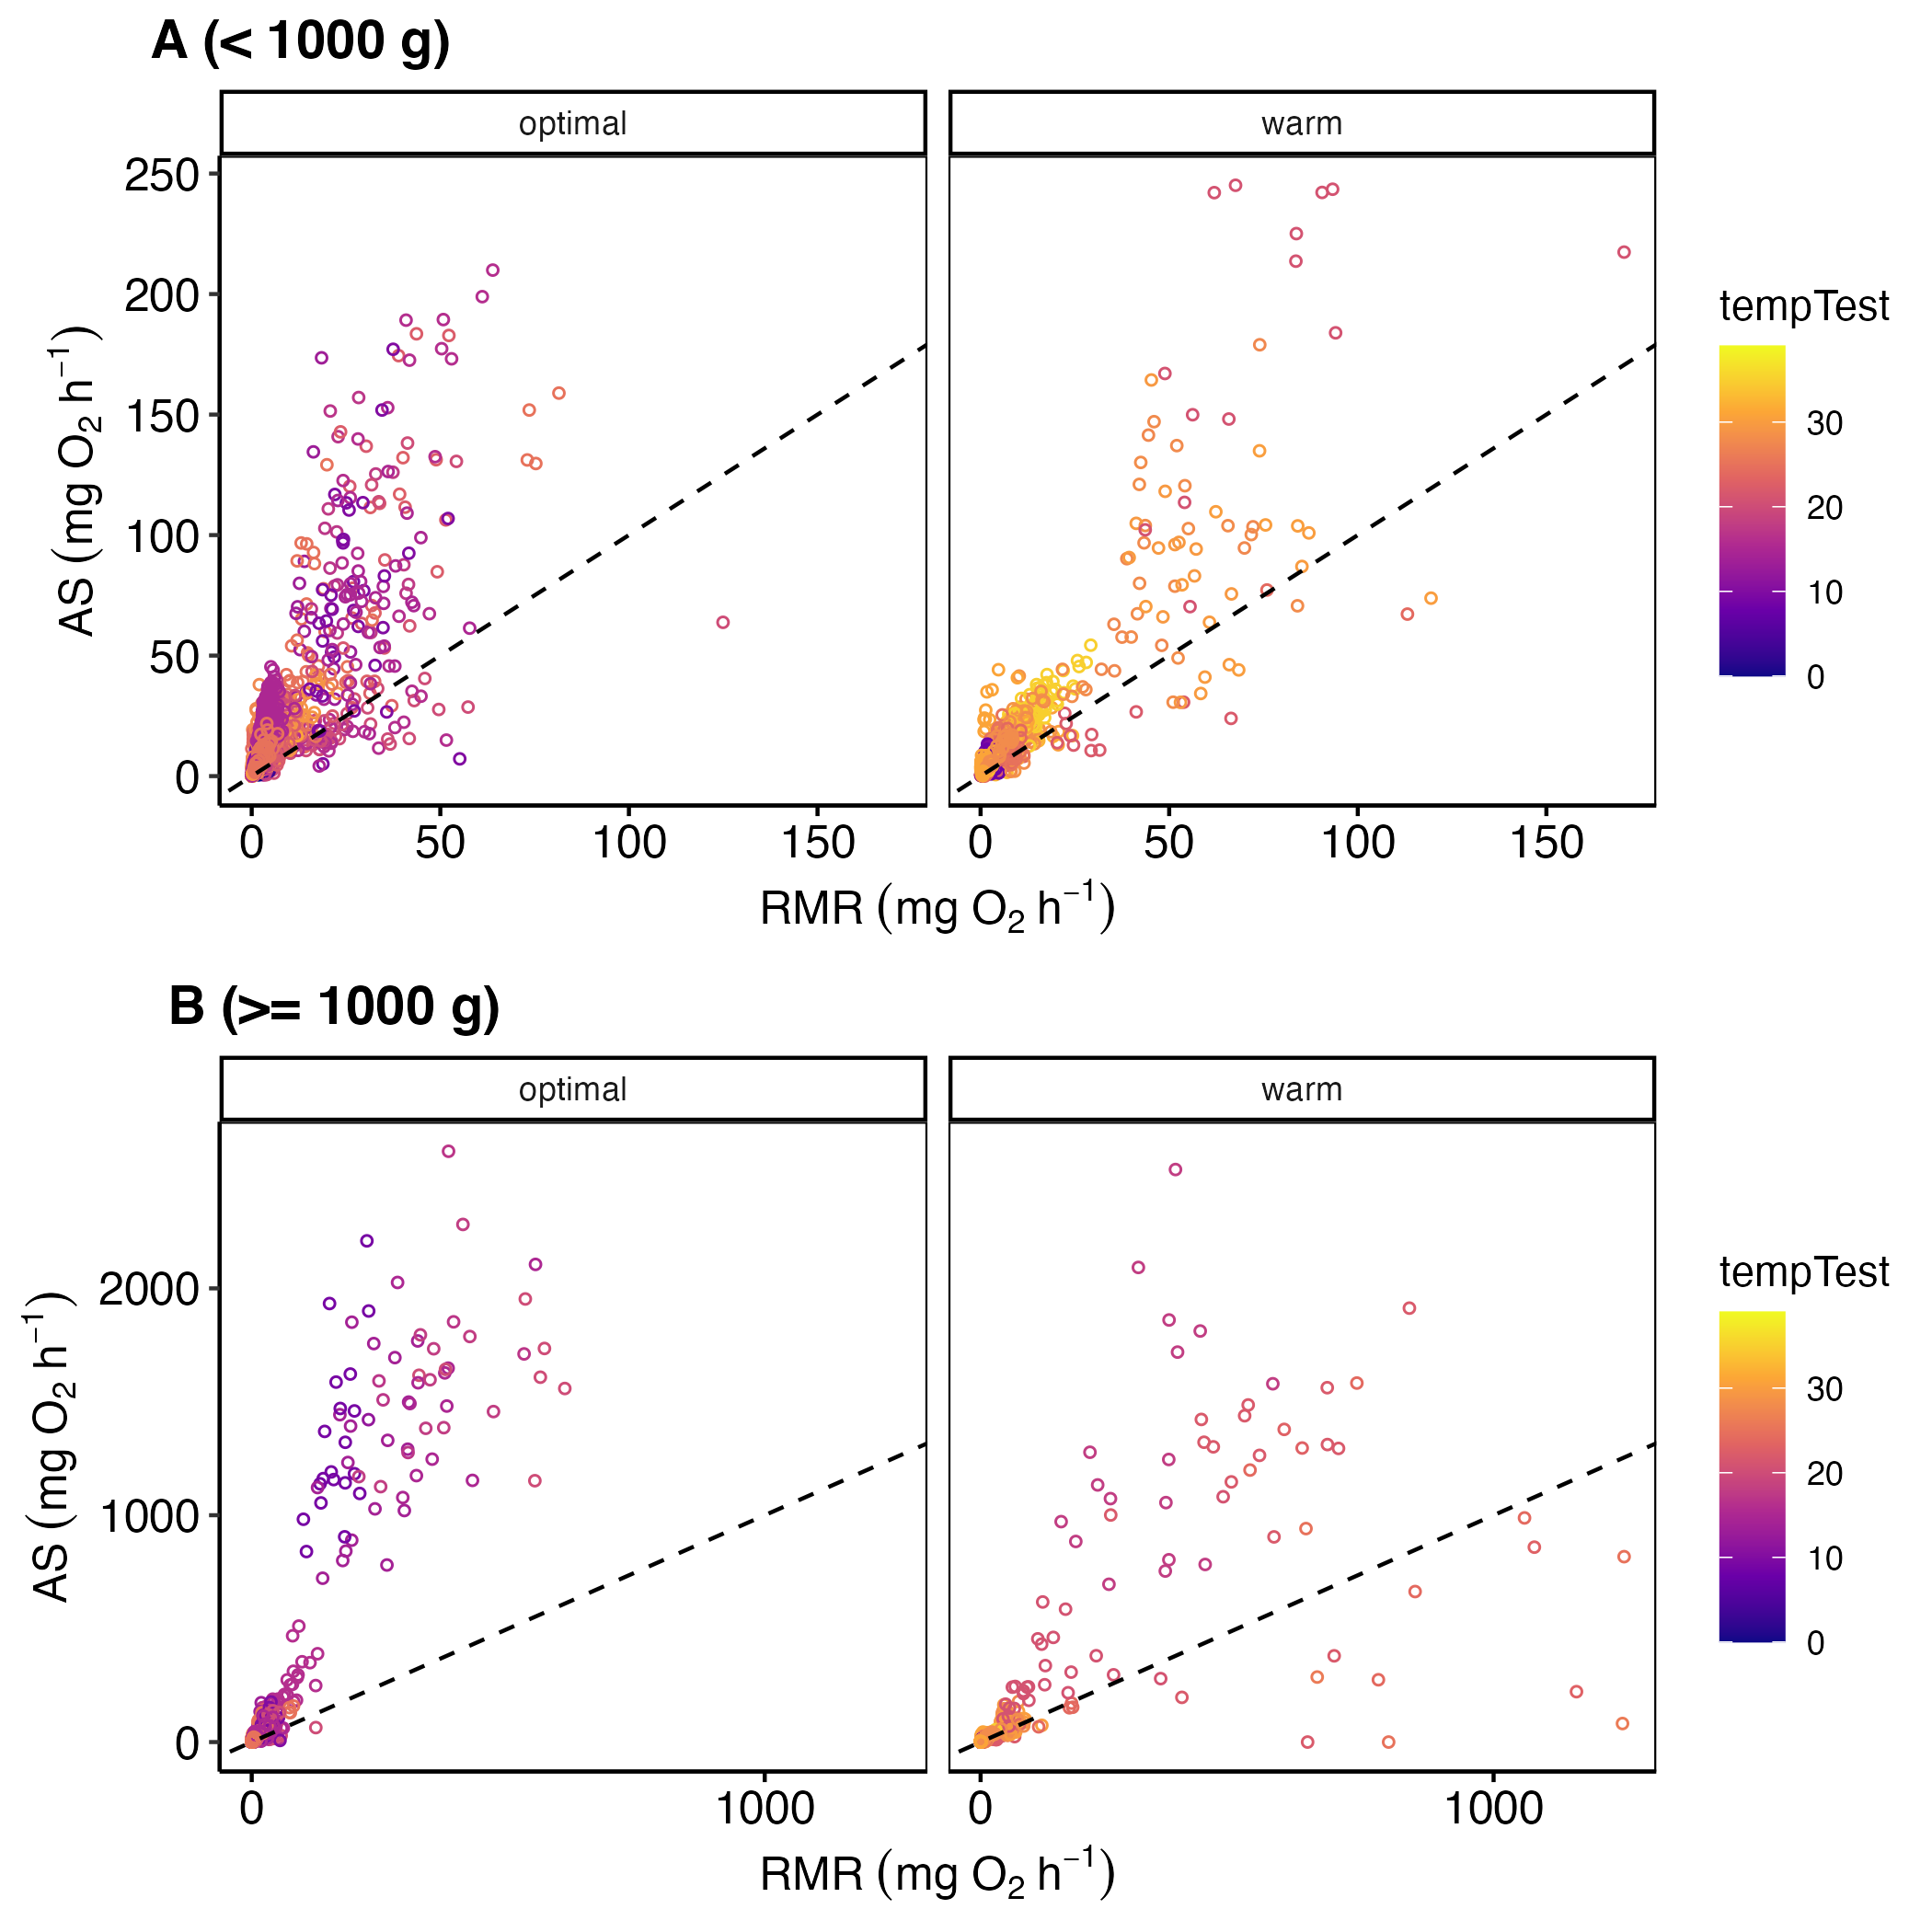 A (< 1000 g)
optimal
warm
250
200
150
100
50
0
AS (mg O₂ h⁻¹)
0 50 100 150
0 50 100 150
RMR (mg O₂ h⁻¹)
tempTest
30
20
10
0
B (>= 1000 g)
optimal
warm
2000
1000
0
AS (mg O₂ h⁻¹)
0 1000
0 1000
RMR (mg O₂ h⁻¹)
tempTest
30
20
10
0